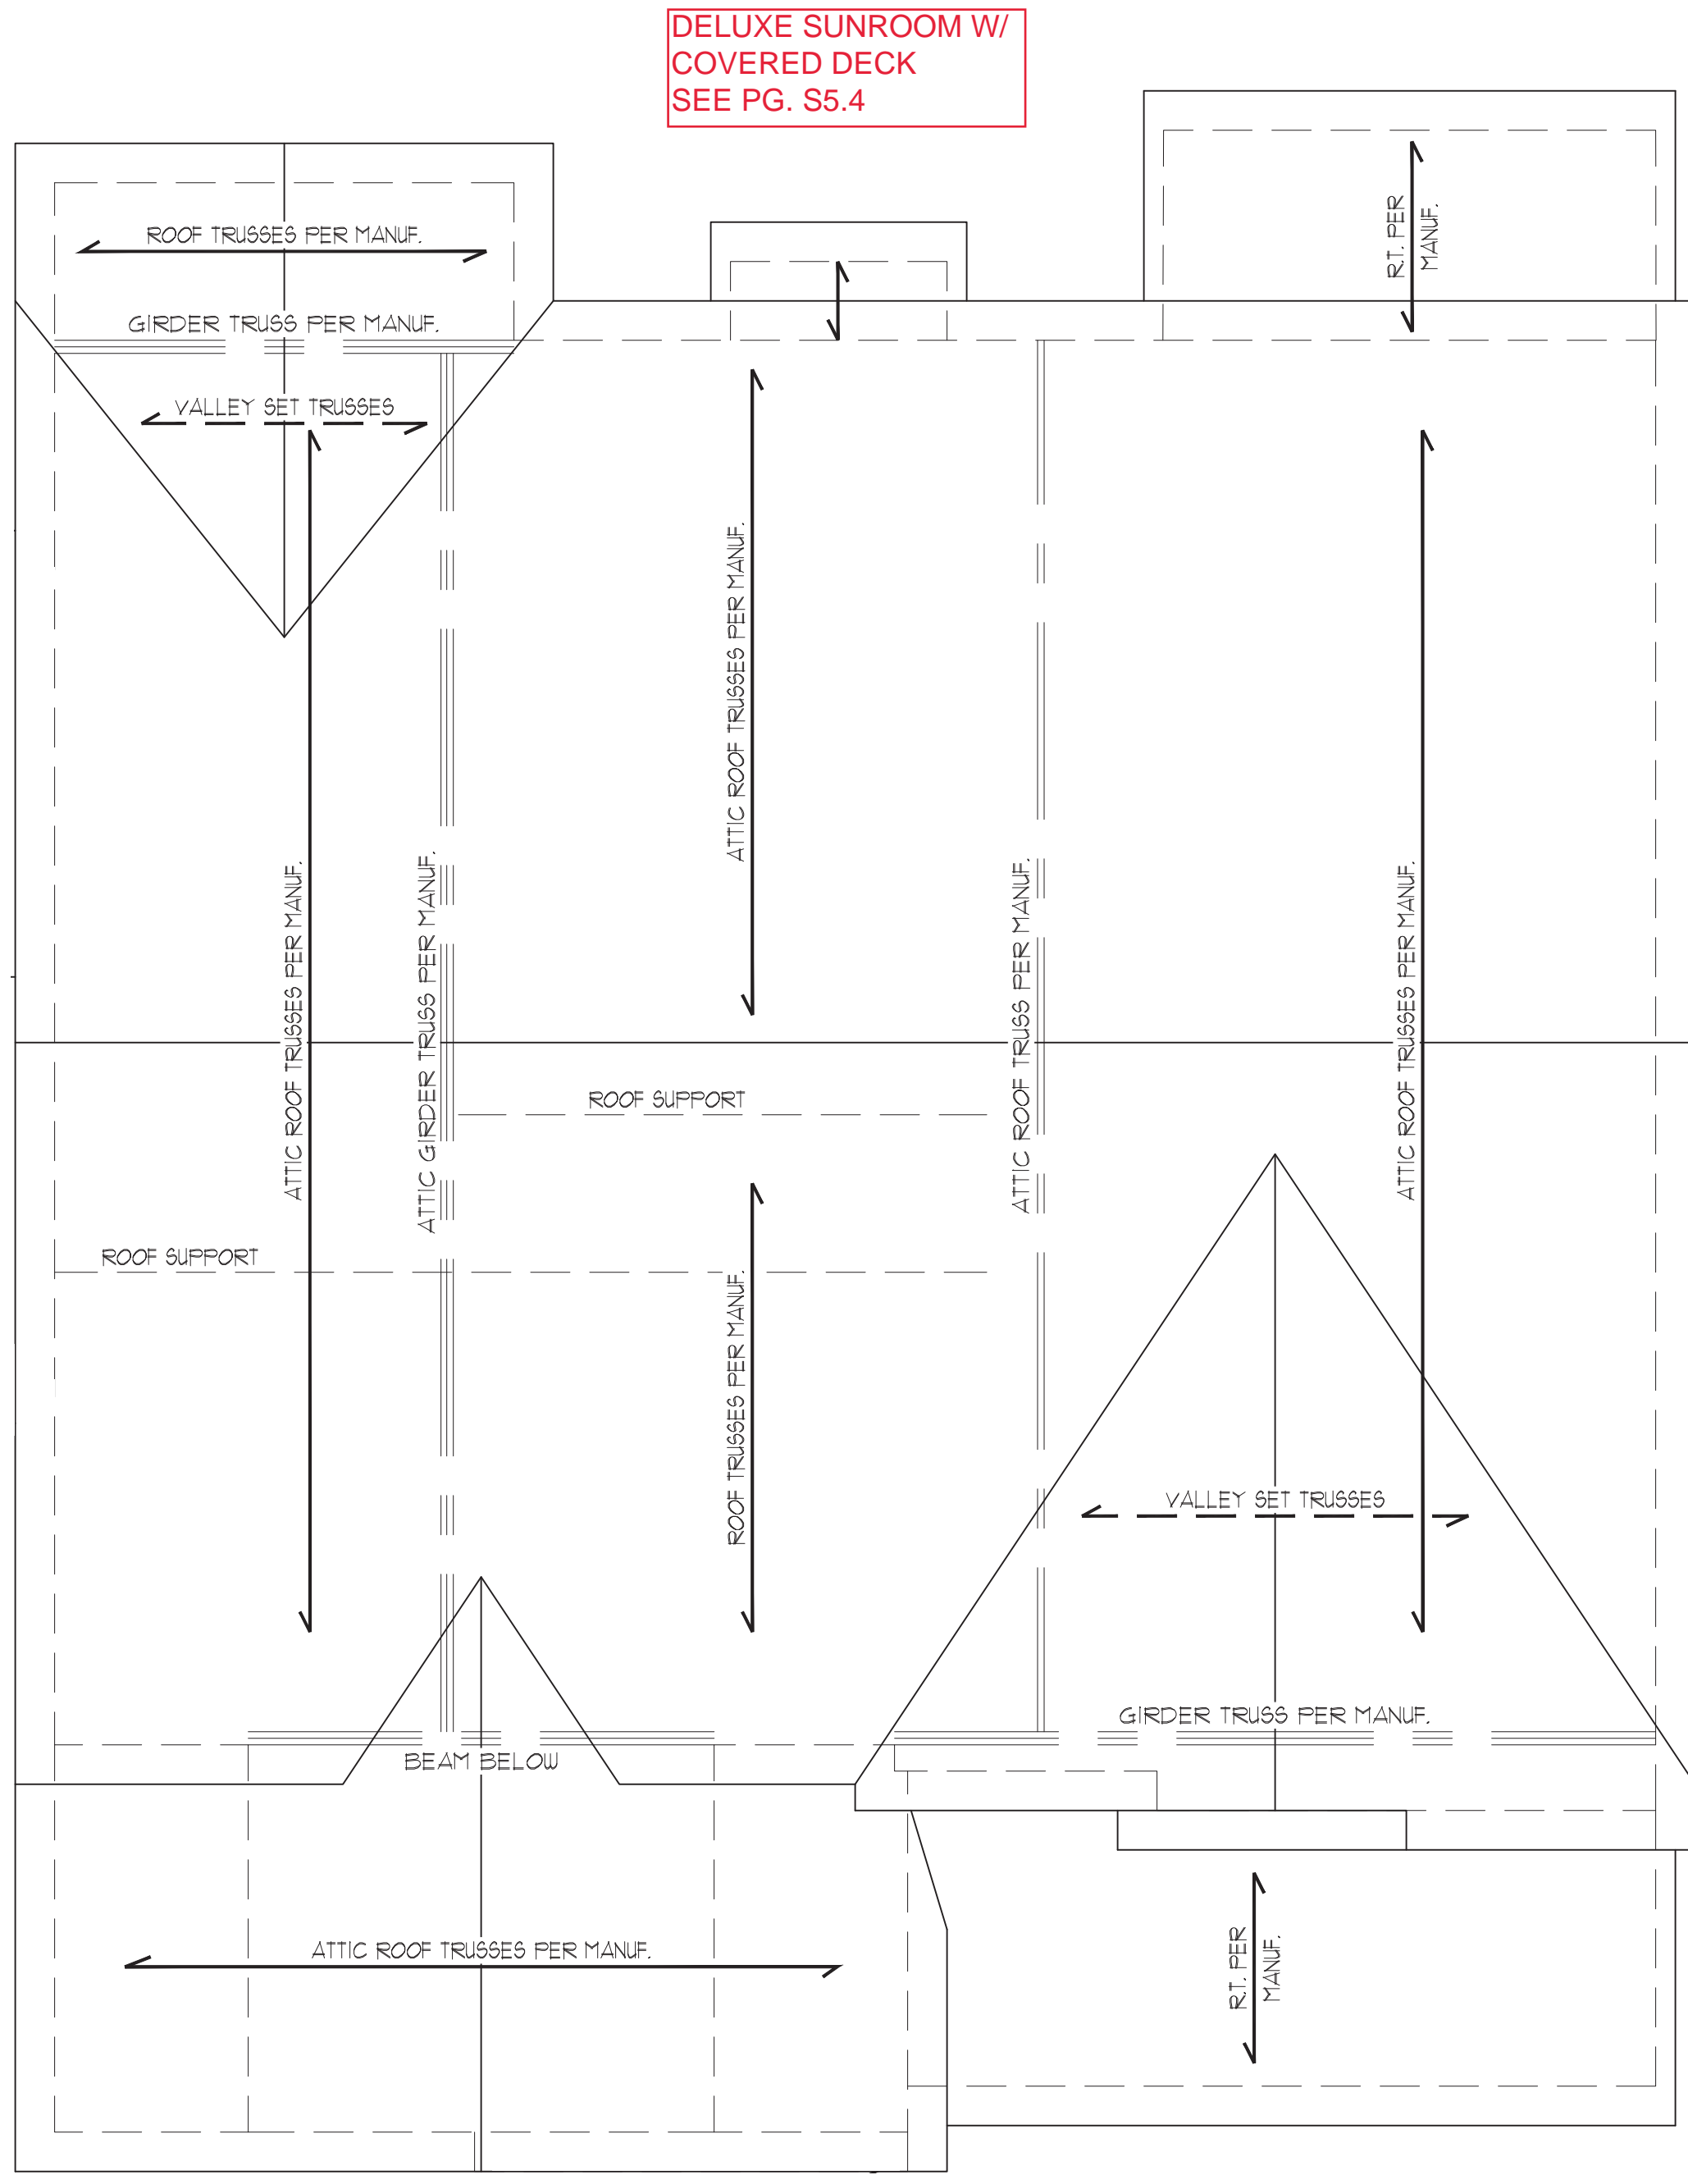 DELUXE SUNROOM W/
COVERED DECK
SEE PG. S5.4
ROOF TRUSSES PER MANUF.
R.T. PER
MANUF.
GIRDER TRUSS PER MANUF.
VALLEY SET TRUSSES
ATTIC ROOF TRUSSES PER MANUF.
ATTIC ROOF TRUSSES PER MANUF.
ATTIC GIRDER TRUSS PER MANUF.
ATTIC ROOF TRUSS PER MANUF.
ATTIC ROOF TRUSSES PER MANUF.
ROOF SUPPORT
ROOF SUPPORT
ROOF TRUSSES PER MANUF.
VALLEY SET TRUSSES
GIRDER TRUSS PER MANUF.
BEAM BELOW
ATTIC ROOF TRUSSES PER MANUF.
R.T. PER
MANUF.